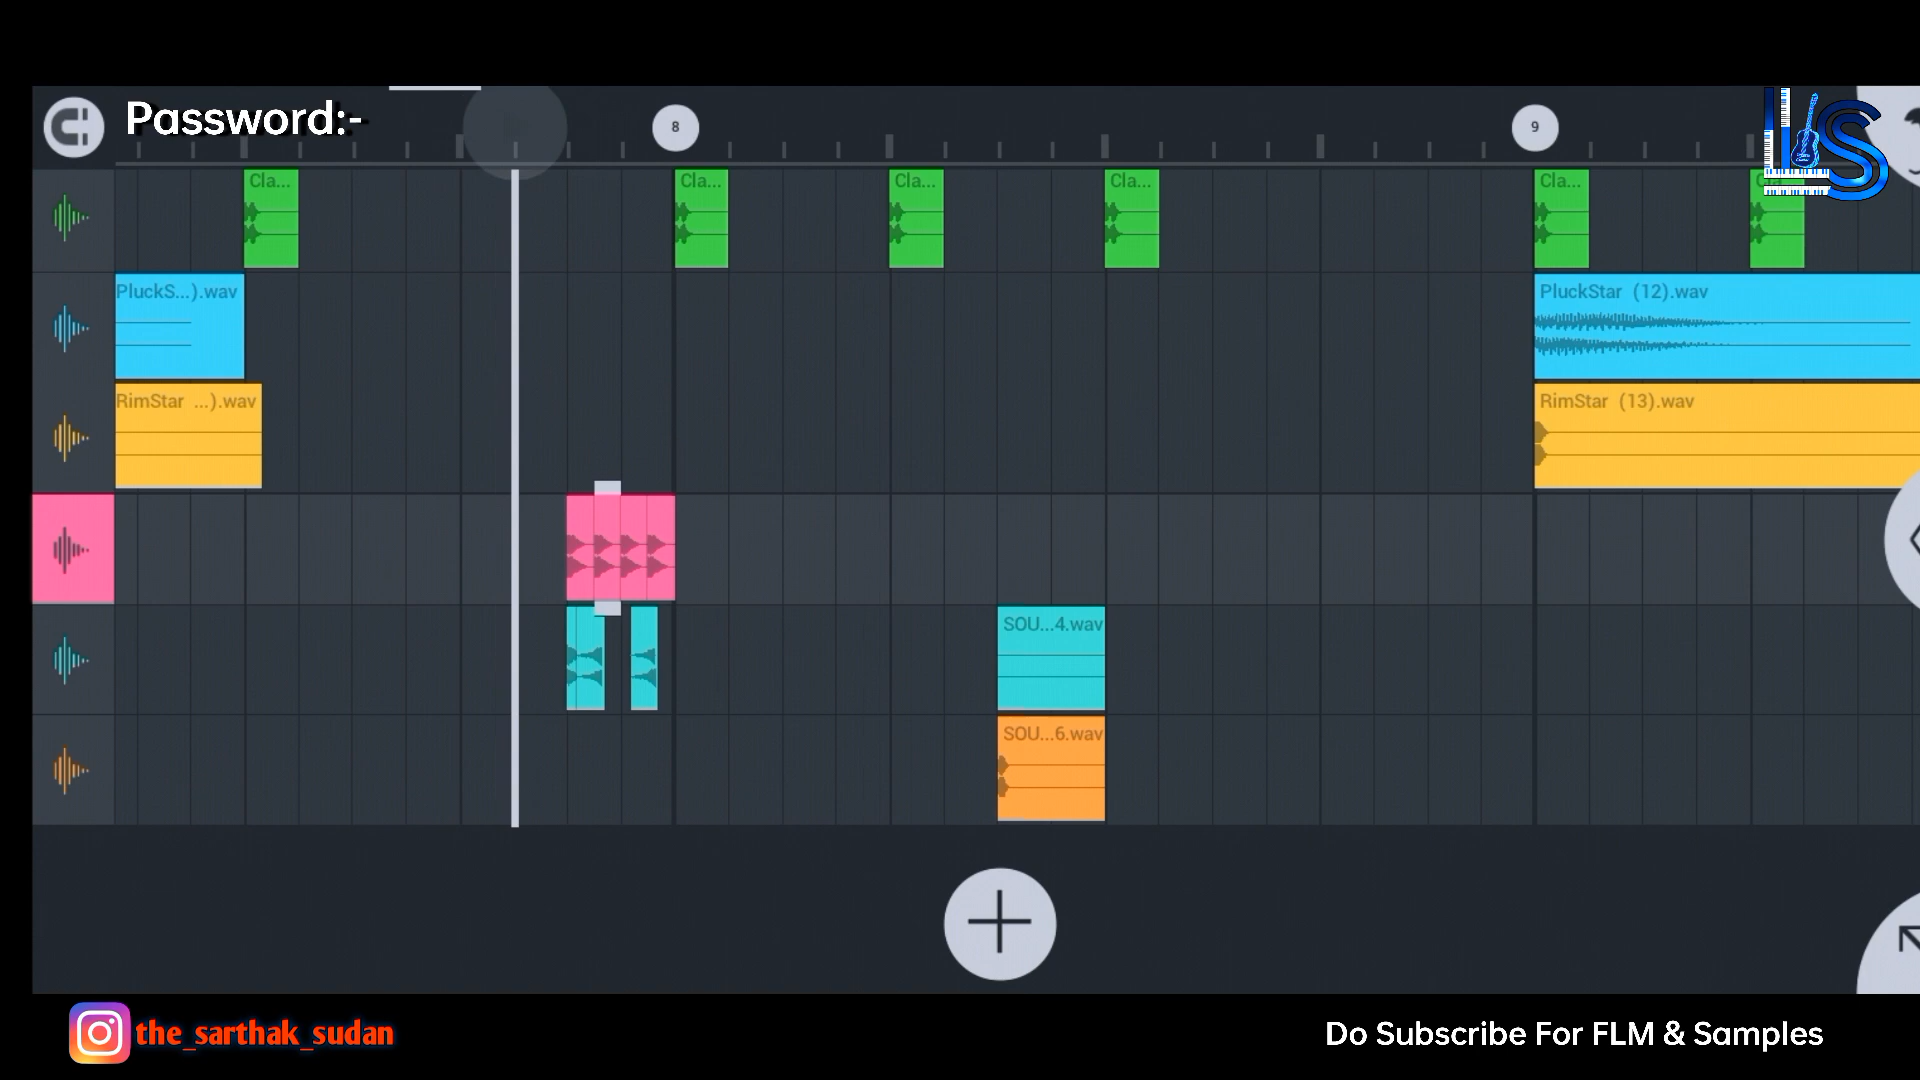 Password:-
8
9
LSS
Cla...
Cla...
Cla...
Cla...
Cla...
PluckS...).wav
PluckStar (12).wav
RimStar ...).wav
RimStar (13).wav
SOU...4.wav
SOU...6.wav
the_sarthak_sudan
Do Subscribe For FLM & Samples